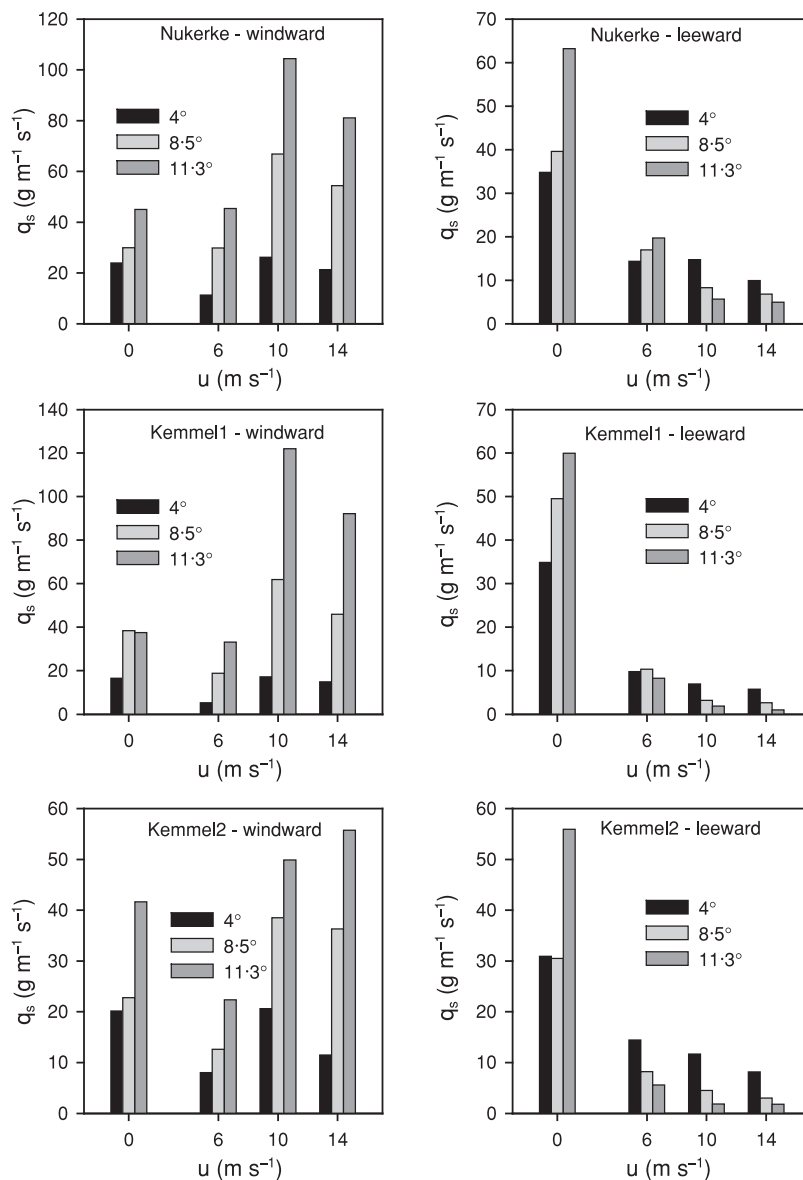 Nukerke - windward
120
100
80
60
40
20
0
qs (g m⁻¹ s⁻¹)
4°
8·5°
11·3°
0 6 10 14
u (m s⁻¹)
Nukerke - leeward
70
60
50
40
30
20
10
0
qs (g m⁻¹ s⁻¹)
4°
8·5°
11·3°
0 6 10 14
u (m s⁻¹)
Kemmel1 - windward
140
120
100
80
60
40
20
0
qs (g m⁻¹ s⁻¹)
4°
8·5°
11·3°
0 6 10 14
u (m s⁻¹)
Kemmel1 - leeward
70
60
50
40
30
20
10
0
qs (g m⁻¹ s⁻¹)
4°
8·5°
11·3°
0 6 10 14
u (m s⁻¹)
Kemmel2 - windward
60
50
40
30
20
10
0
qs (g m⁻¹ s⁻¹)
4°
8·5°
11·3°
0 6 10 14
u (m s⁻¹)
Kemmel2 - leeward
60
50
40
30
20
10
0
qs (g m⁻¹ s⁻¹)
4°
8·5°
11·3°
0 6 10 14
u (m s⁻¹)